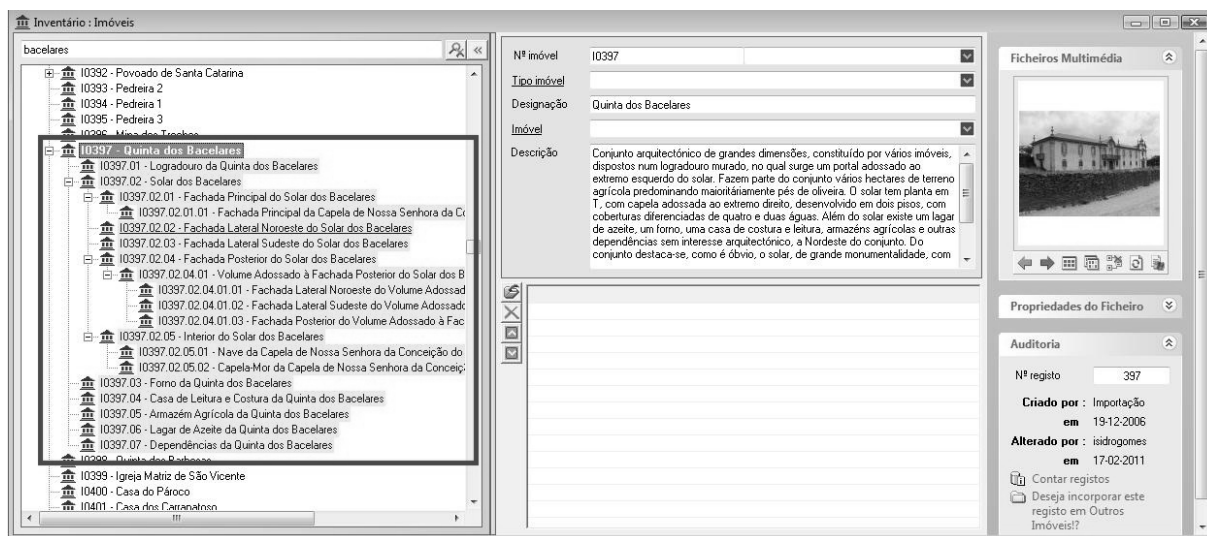 Inventário : Imóveis
bacelares
I0392 - Povoado de Santa Catarina
I0393 - Pedreira 2
I0394 - Pedreira 1
I0395 - Pedreira 3
I0397 - Quinta dos Bacelares
I0397.01 - Logradouro da Quinta dos Bacelares
I0397.02 - Solar dos Bacelares
I0397.02.01 - Fachada Principal do Solar dos Bacelares
I0397.02.01.01 - Fachada Principal da Capela de Nossa Senhora da Co
I0397.02.02 - Fachada Lateral Noroeste do Solar dos Bacelares
I0397.02.03 - Fachada Lateral Sudeste do Solar dos Bacelares
I0397.02.04 - Fachada Posterior do Solar dos Bacelares
I0397.02.04.01 - Volume Adossado à Fachada Posterior do Solar dos B
I0397.02.04.01.01 - Fachada Lateral Noroeste do Volume Adossad
I0397.02.04.01.02 - Fachada Lateral Sudeste do Volume Adossado
I0397.02.04.01.03 - Fachada Posterior do Volume Adossado à Fac
I0397.02.05 - Interior do Solar dos Bacelares
I0397.02.05.01 - Nave da Capela de Nossa Senhora da Conceição do
I0397.02.05.02 - Capela-Mor da Capela de Nossa Senhora da Conceiç
I0397.03 - Forno da Quinta dos Bacelares
I0397.04 - Casa de Leitura e Costura da Quinta dos Bacelares
I0397.05 - Armazém Agrícola da Quinta dos Bacelares
I0397.06 - Lagar de Azeite da Quinta dos Bacelares
I0397.07 - Dependências da Quinta dos Bacelares
I0398 - Quinta dos Barbosas
I0399 - Igreja Matriz de São Vicente
I0400 - Casa do Pároco
I0401 - Casa dos Carranatoso
Nº imóvel I0397
Tipo imóvel
Designação Quinta dos Bacelares
Imóvel
Descrição Conjunto arquitectónico de grandes dimensões, constituído por vários imóveis,
dispostos num logradouro murado, no qual surge um portal adossado ao
extremo esquerdo do solar. Fazem parte do conjunto vários hectares de terreno
agrícola predominando maioritáriamente pés de oliveira. O solar tem planta em
T, com capela adossada ao extremo direito, desenvolvido em dois pisos, com
coberturas diferenciadas de quatro e duas águas. Além do solar existe um lagar
de azeite, um forno, uma casa de costura e leitura, armazéns agrícolas e outras
dependências sem interesse arquitectónico, a Nordeste do conjunto. Do
conjunto destaca-se, como é óbvio, o solar, de grande monumentalidade, com
Ficheiros Multimédia
Propriedades do Ficheiro
Auditoria
Nº registo 397
Criado por : Importação
em 19-12-2006
Alterado por : isidrogomes
em 17-02-2011
Contar registos
Deseja incorporar este
registo em Outros
Imóveis!?